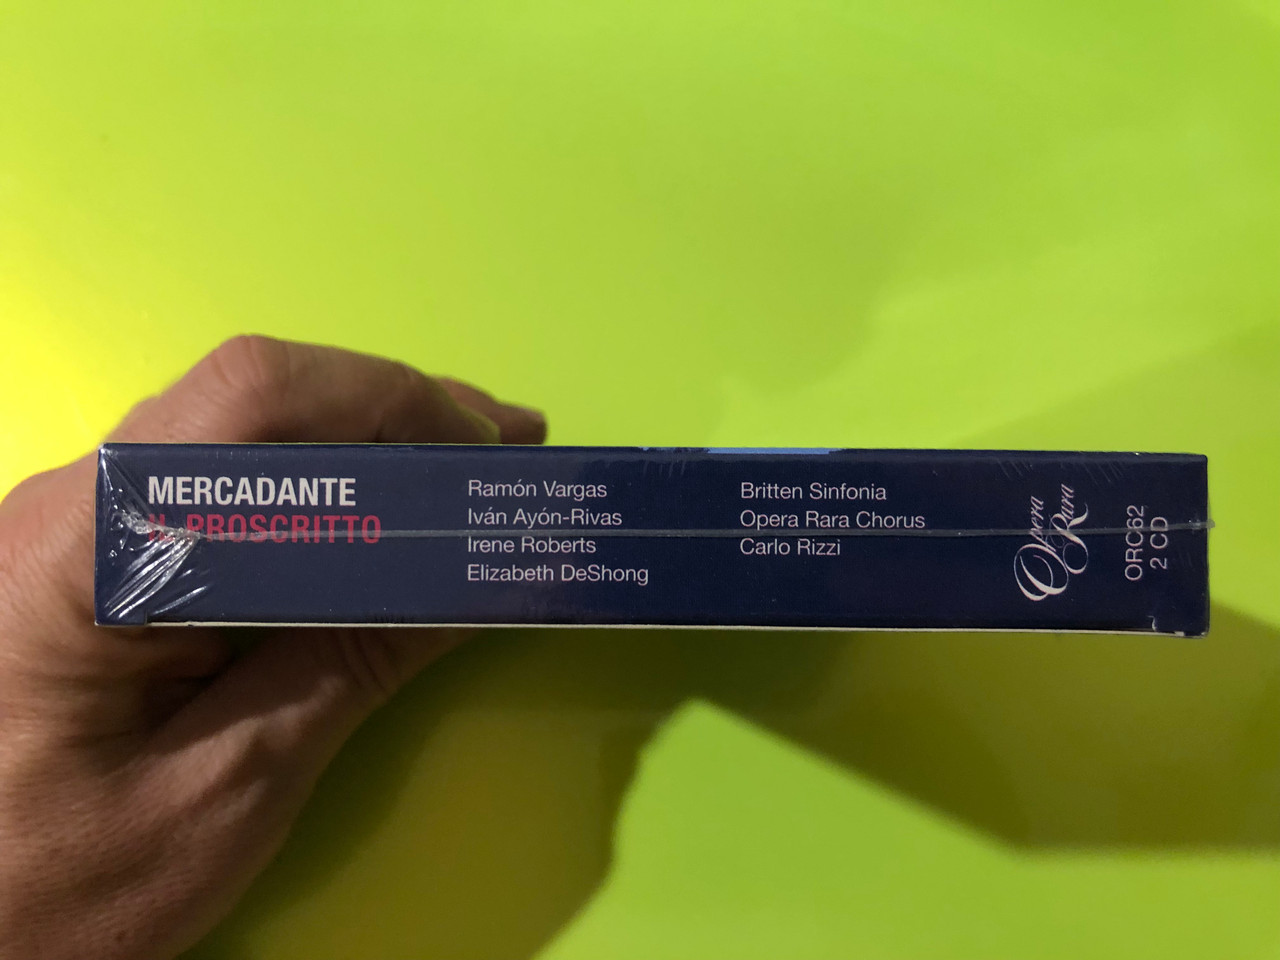 MERCADANTE
IL PROSCRITTO
Ramón Vargas
Iván Ayón-Rivas
Irene Roberts
Elizabeth DeShong
Britten Sinfonia
Opera Rara Chorus
Carlo Rizzi
Opera
Rara
ORC62
2 CD